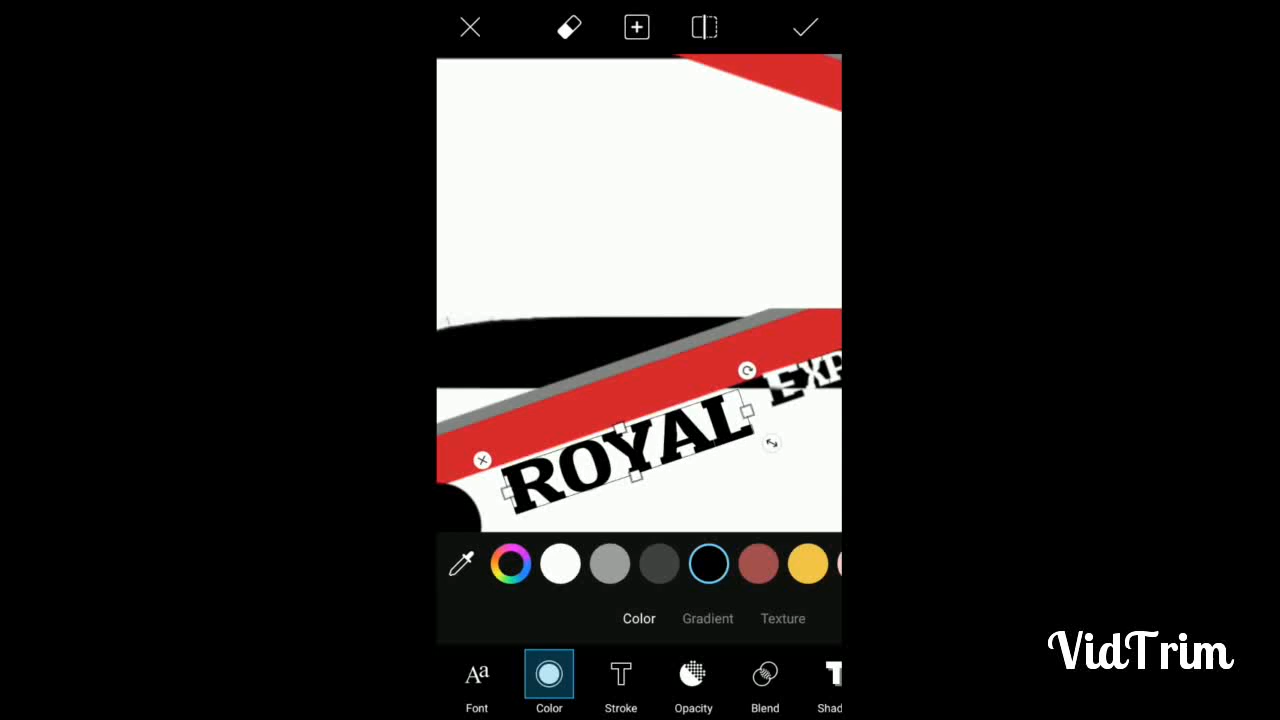 EXP
ROYAL
Color Gradient Texture
Font Color Stroke Opacity Blend Shad
VidTrim